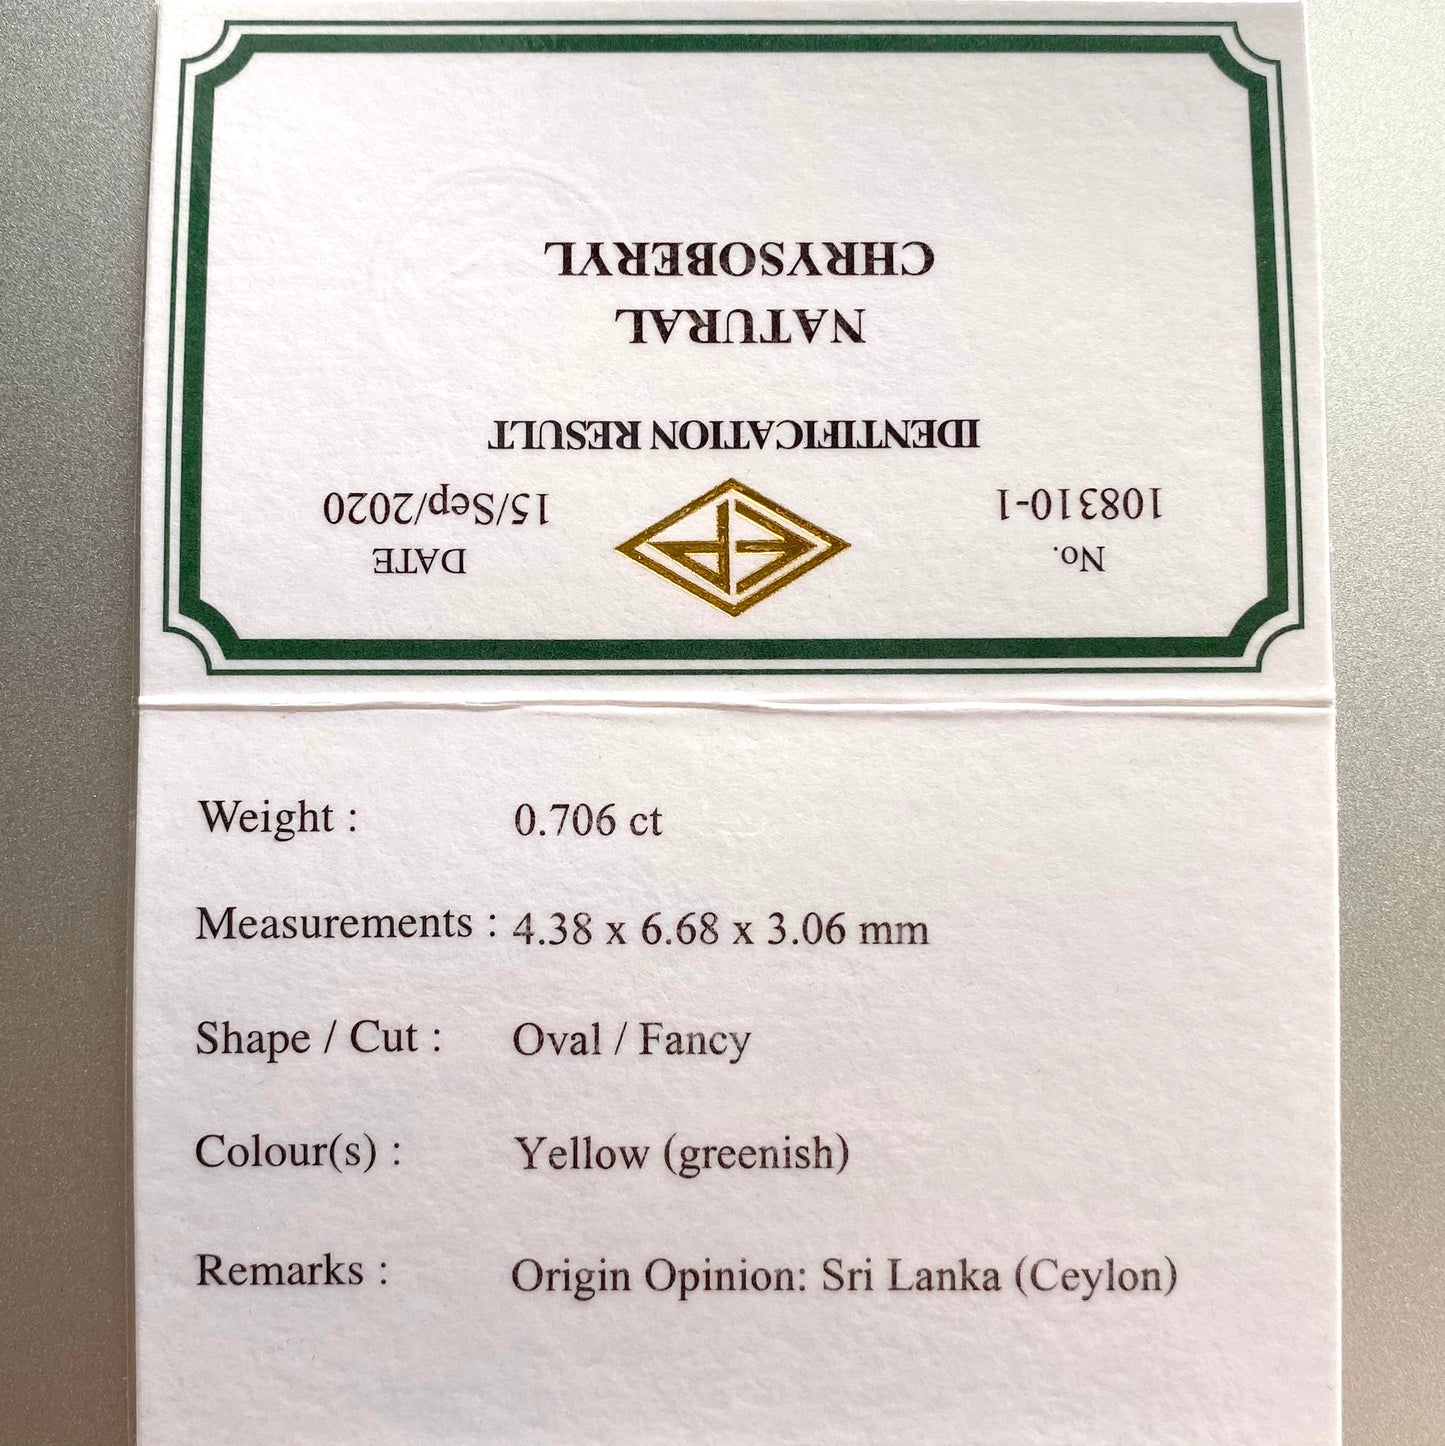 No. DATE
108310-1 15/Sep/2020
IDENTIFICATION RESULT
NATURAL
CHRYSOBERYL
Weight : 0.706 ct
Measurements : 4.38 x 6.68 x 3.06 mm
Shape / Cut : Oval / Fancy
Colour(s) : Yellow (greenish)
Remarks : Origin Opinion: Sri Lanka (Ceylon)